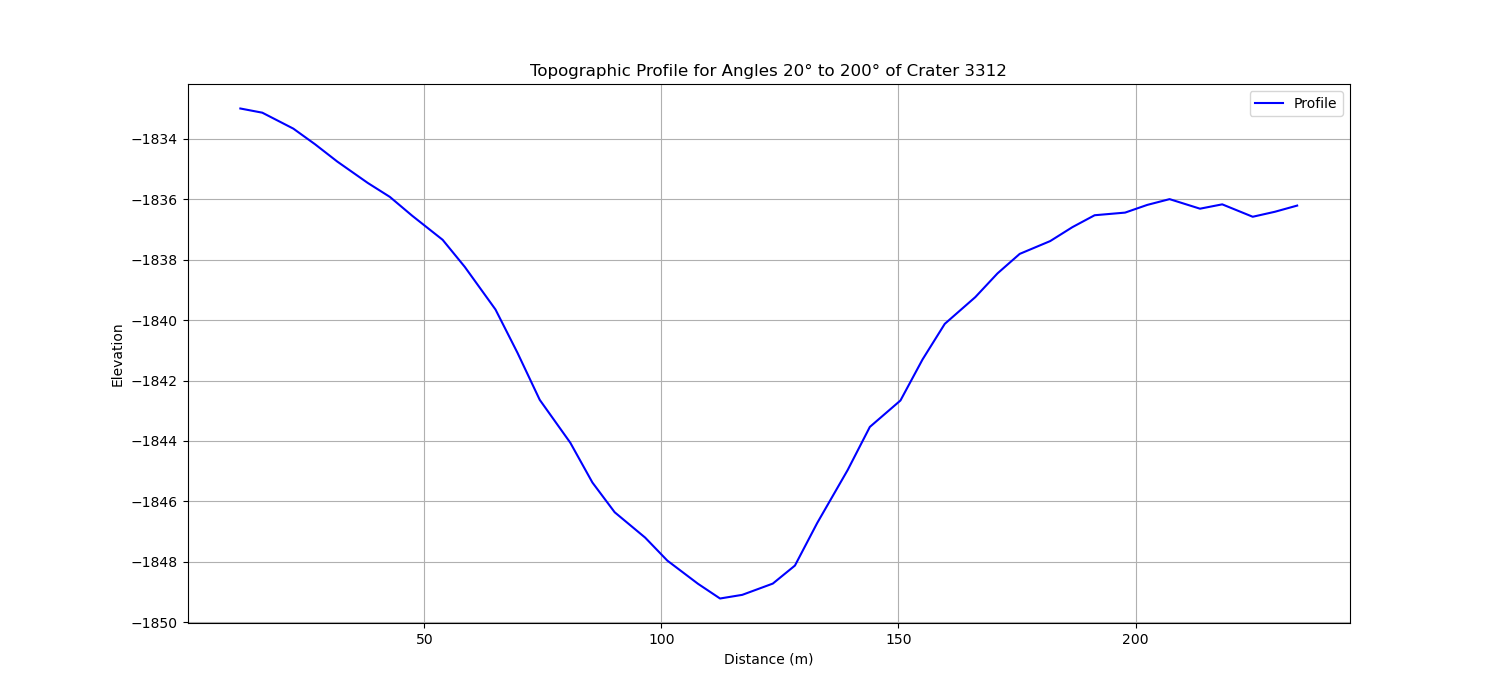 Topographic Profile for Angles 20° to 200° of Crater 3312
Profile
−1834
−1836
−1838
−1840
−1842
−1844
−1846
−1848
−1850
Elevation
50 100 150 200
Distance (m)